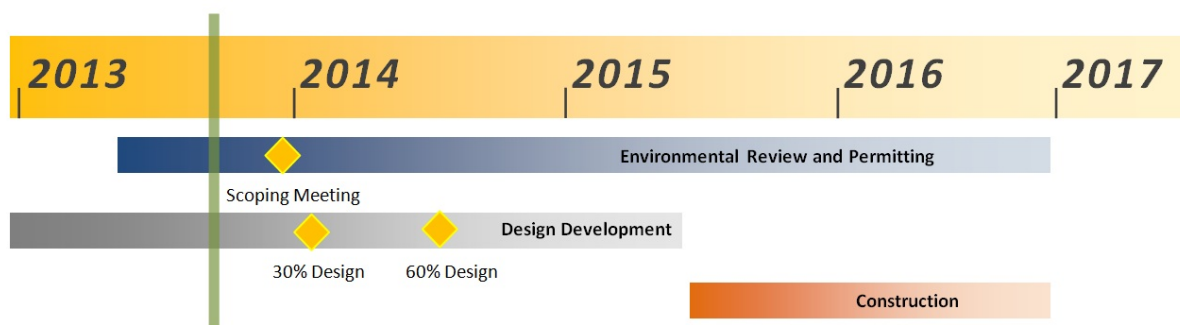 2013 2014 2015 2016 2017
Environmental Review and Permitting
Scoping Meeting
Design Development
30% Design 60% Design
Construction